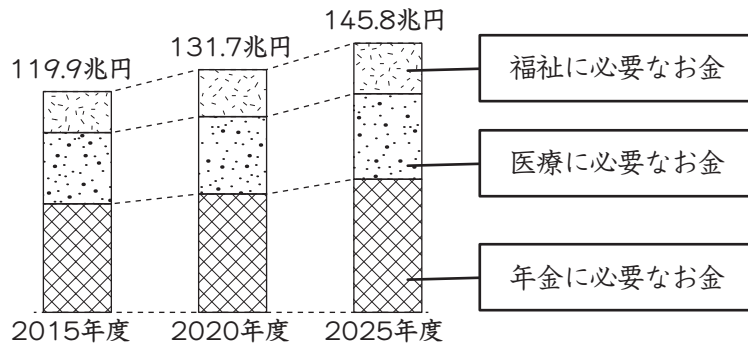 119.9兆円
131.7兆円
145.8兆円
福祉に必要なお金
医療に必要なお金
年金に必要なお金
2015年度
2020年度
2025年度